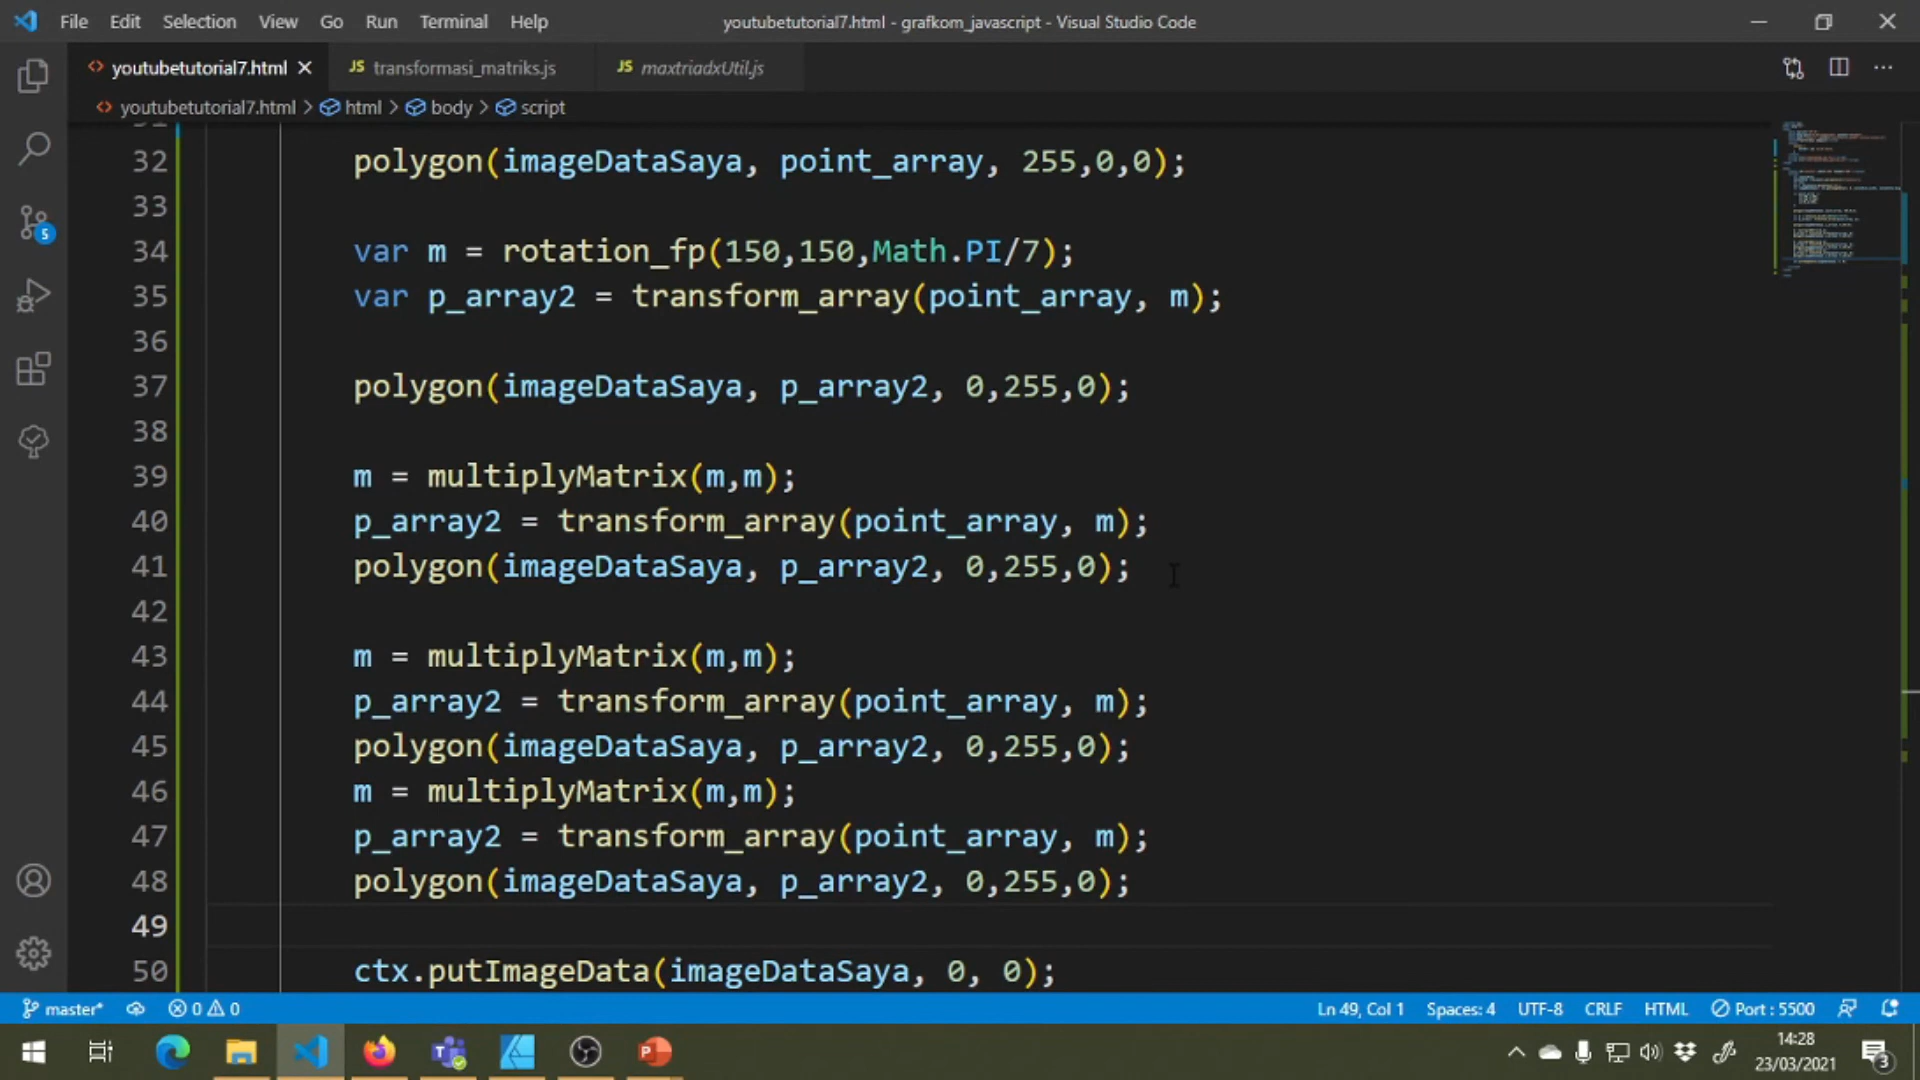 File Edit Selection View Go Run Terminal Help
youtubetutorial7.html - grafkom_javascript - Visual Studio Code
<> youtubetutorial7.html
JS transformasi_matriks.js
JS maxtriadxUtil.js
<> youtubetutorial7.html > html > body > script
32 polygon(imageDataSaya, point_array, 255,0,0);
33
34 var m = rotation_fp(150,150,Math.PI/7);
35 var p_array2 = transform_array(point_array, m);
36
37 polygon(imageDataSaya, p_array2, 0,255,0);
38
39 m = multiplyMatrix(m,m);
40 p_array2 = transform_array(point_array, m);
41 polygon(imageDataSaya, p_array2, 0,255,0);
42
43 m = multiplyMatrix(m,m);
44 p_array2 = transform_array(point_array, m);
45 polygon(imageDataSaya, p_array2, 0,255,0);
46 m = multiplyMatrix(m,m);
47 p_array2 = transform_array(point_array, m);
48 polygon(imageDataSaya, p_array2, 0,255,0);
49
50 ctx.putImageData(imageDataSaya, 0, 0);
5
master* 0 0 Ln 49, Col 1 Spaces: 4 UTF-8 CRLF HTML Port : 5500
14:28
23/03/2021
3